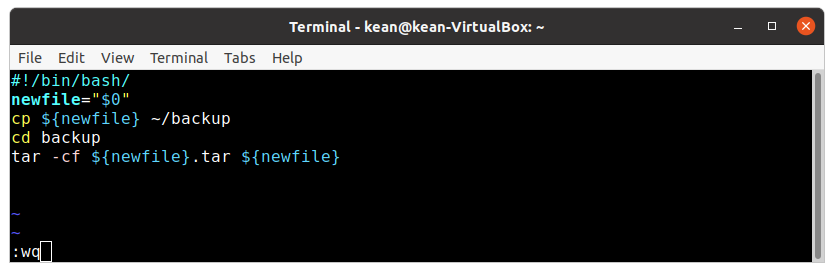 Terminal - kean@kean-VirtualBox: ~
File Edit View Terminal Tabs Help
#!/bin/bash/
newfile="$0"
cp ${newfile} ~/backup
cd backup
tar -cf ${newfile}.tar ${newfile}
~
~
:wq